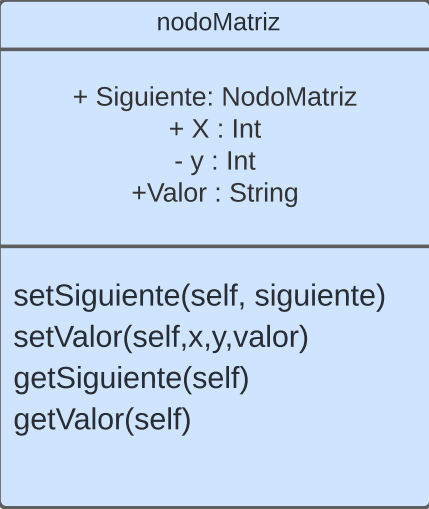 nodoMatriz
+ Siguiente: NodoMatriz
+ X : Int
- y : Int
+Valor : String
setSiguiente(self, siguiente)
setValor(self,x,y,valor)
getSiguiente(self)
getValor(self)